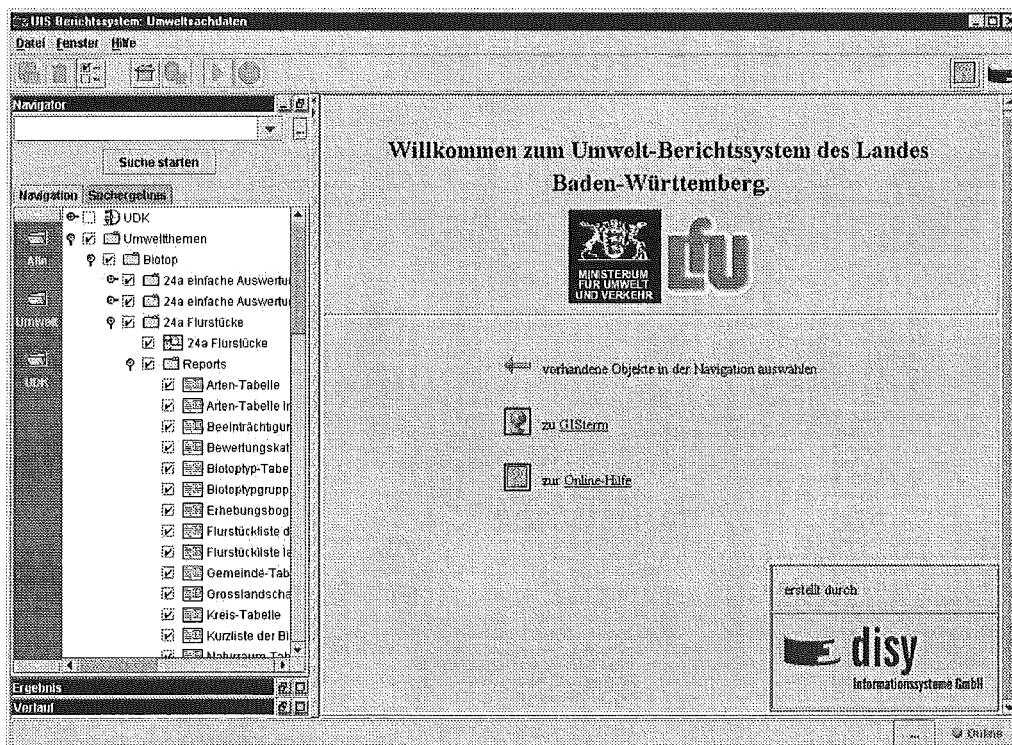 UIS Berichtssystem: Umweltsachdaten
Datei Fenster Hilfe
Navigator
...
Suche starten
Navigation Suchergebnis
UDK
Umweltthemen
Biotop
24a einfache Auswertu
24a einfache Auswertu
24a Flurstücke
24a Flurstücke
Reports
Arten-Tabelle
Arten-Tabelle in
Beeinträchtigur
Bewertungskat
Biotoptyp-Tabe
Biotoptypgrupp
Erhebungsbog
Flurstückliste d
Flurstückliste la
Gemeinde-Tab
Grosslandscha
Kreis-Tabelle
Kurzliste der Bi
Naturraum-Tab
Alle
Umwelt
UDK
Ergebnis
Verlauf
Willkommen zum Umwelt-Berichtssystem des Landes
Baden-Württemberg.
MINISTERIUM
FÜR UMWELT
UND VERKEHR
LfU
vorhandene Objekte in der Navigation auswählen
zu GISterm
zur Online-Hilfe
erstellt durch
disy
Informationssysteme GmbH
...
Online